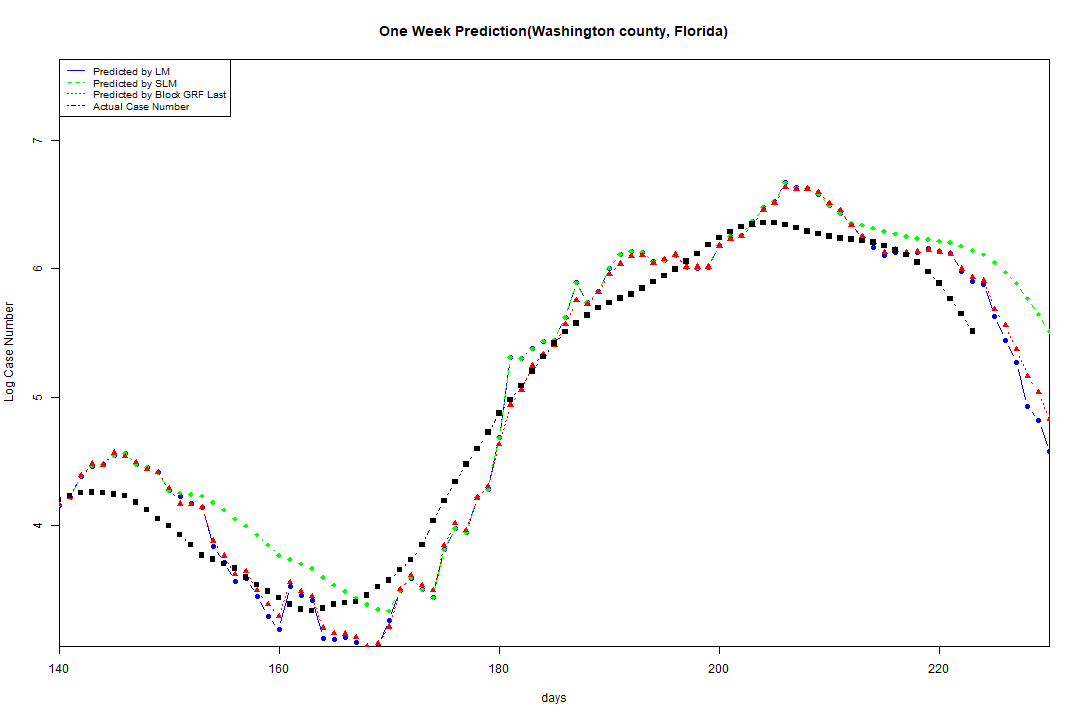 One Week Prediction(Washington county, Florida)
Predicted by LM
Predicted by SLM
Predicted by Block GRF Last
Actual Case Number
7
6
5
4
Log Case Number
140 160 180 200 220
days